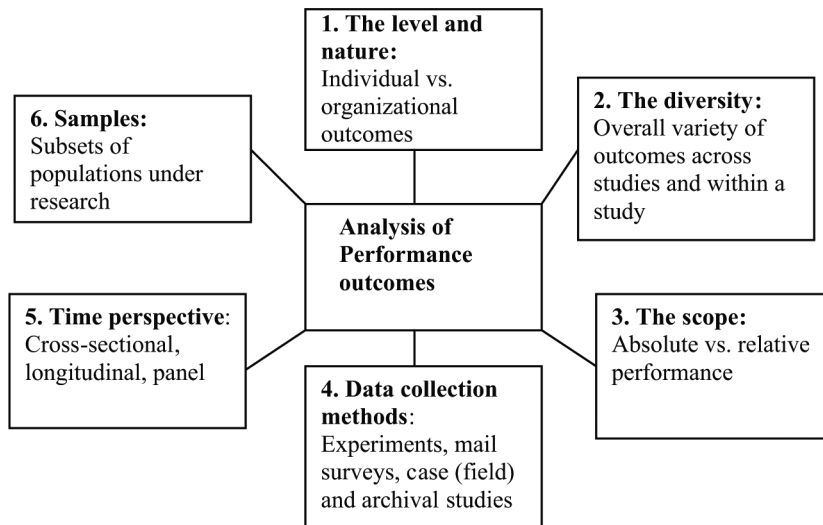 1. The level and
nature:
Individual vs.
organizational
outcomes
2. The diversity:
Overall variety of
outcomes across
studies and within a
study
3. The scope:
Absolute vs. relative
performance
4. Data collection
methods:
Experiments, mail
surveys, case (field)
and archival studies
5. Time perspective:
Cross-sectional,
longitudinal, panel
6. Samples:
Subsets of
populations under
research
Analysis of
Performance
outcomes